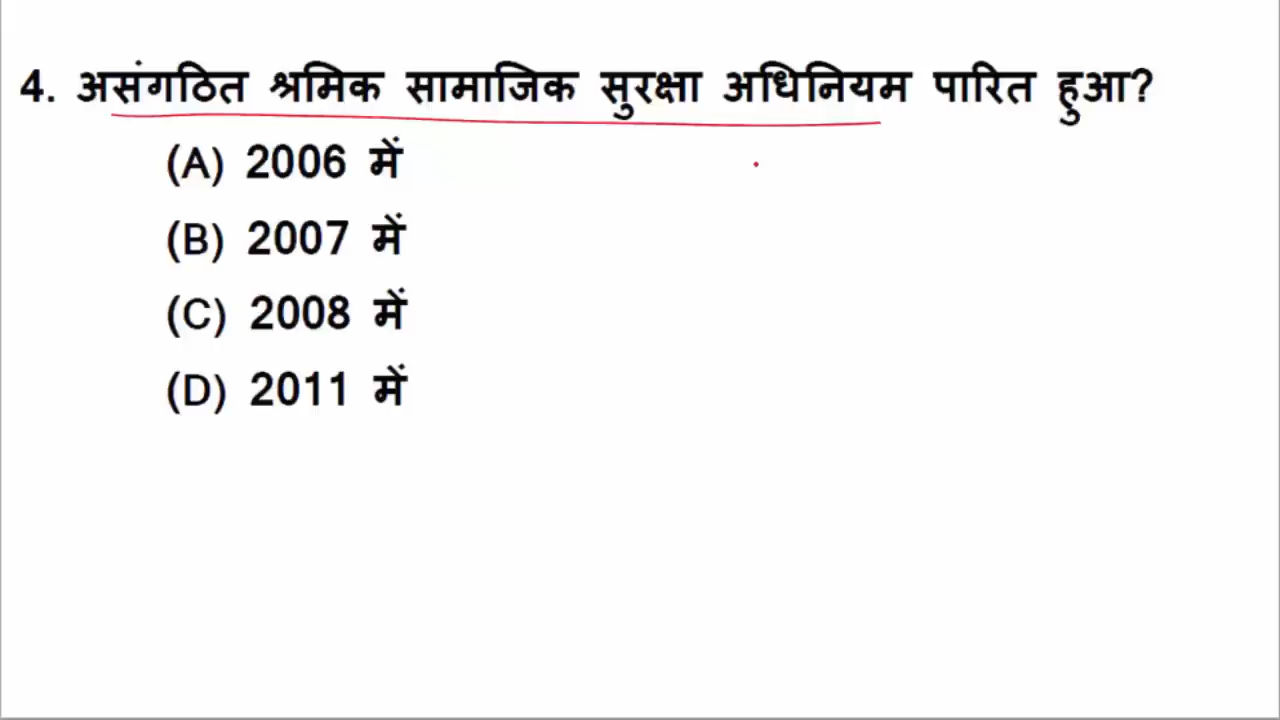 4. असंगठित श्रमिक सामाजिक सुरक्षा अधिनियम पारित हुआ?
(A) 2006 में
(B) 2007 में
(C) 2008 में
(D) 2011 में